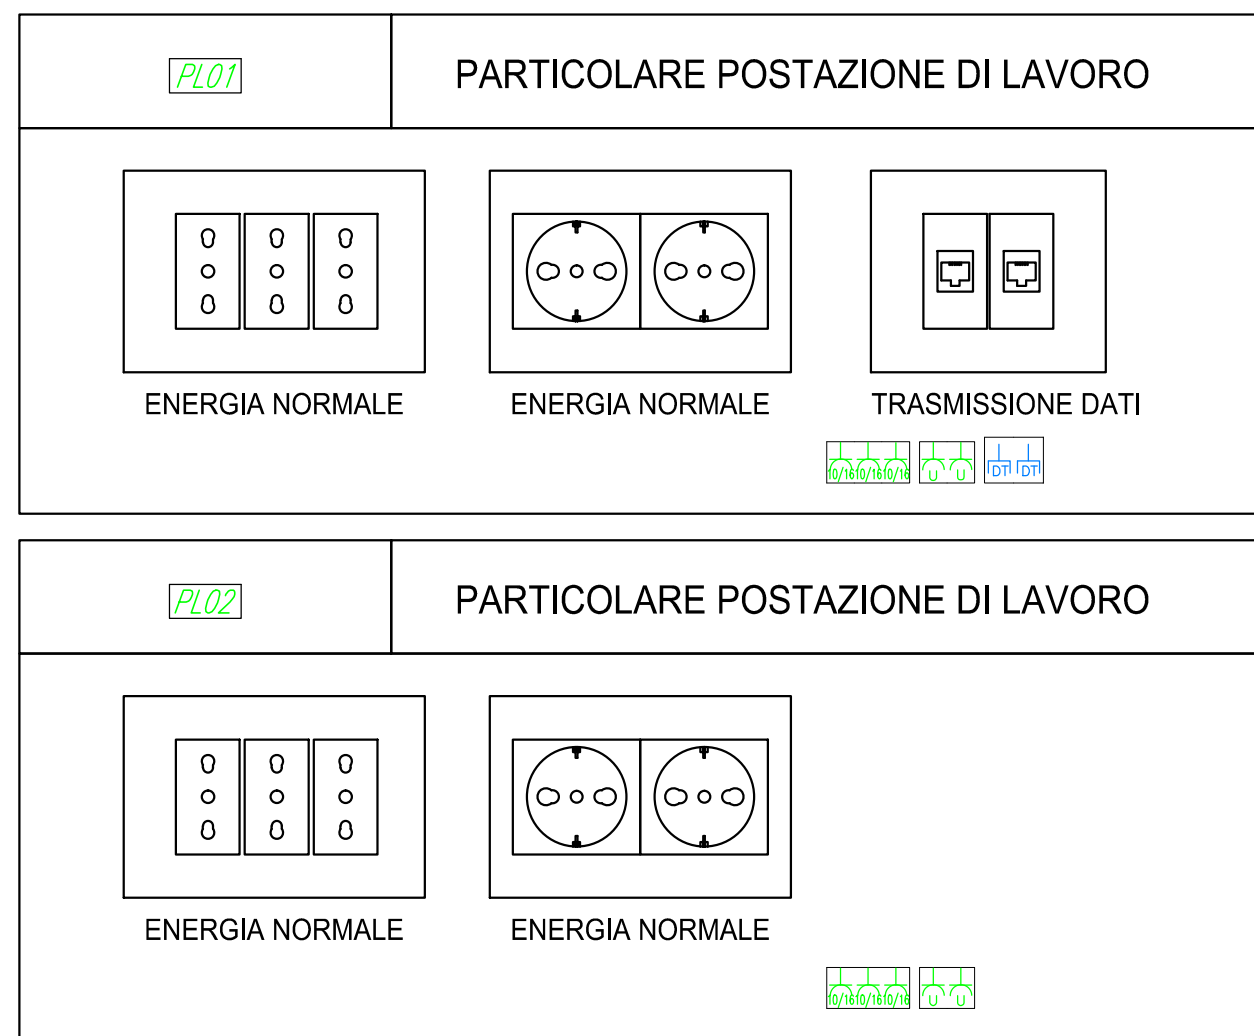 PL01
PARTICOLARE POSTAZIONE DI LAVORO
ENERGIA NORMALE
ENERGIA NORMALE
TRASMISSIONE DATI
10/16 10/16 10/16 U U DT DT
PL02
PARTICOLARE POSTAZIONE DI LAVORO
ENERGIA NORMALE
ENERGIA NORMALE
10/16 10/16 10/16 U U